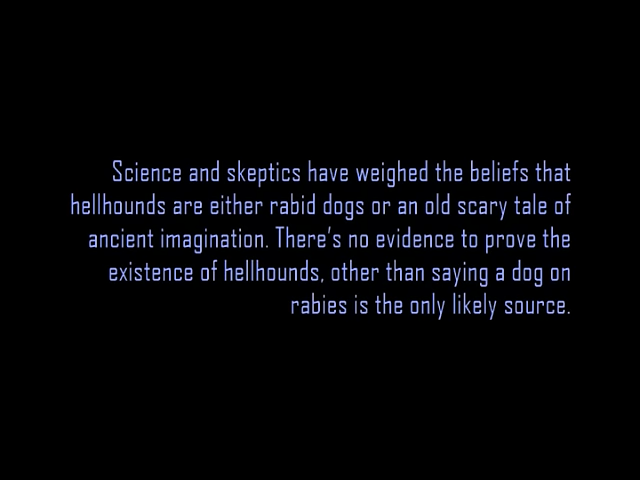 Science and skeptics have weighed the beliefs that
hellhounds are either rabid dogs or an old scary tale of
ancient imagination. There's no evidence to prove the
existence of hellhounds, other than saying a dog on
rabies is the only likely source.